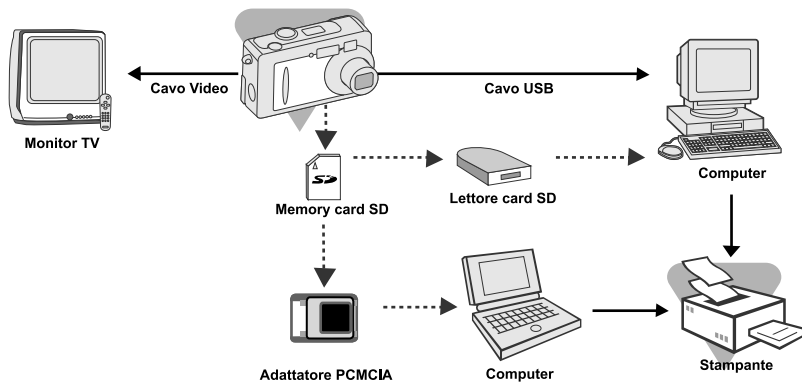 Cavo Video
Cavo USB
Monitor TV
SD
Memory card SD
Lettore card SD
Computer
Adattatore PCMCIA
Computer
Stampante